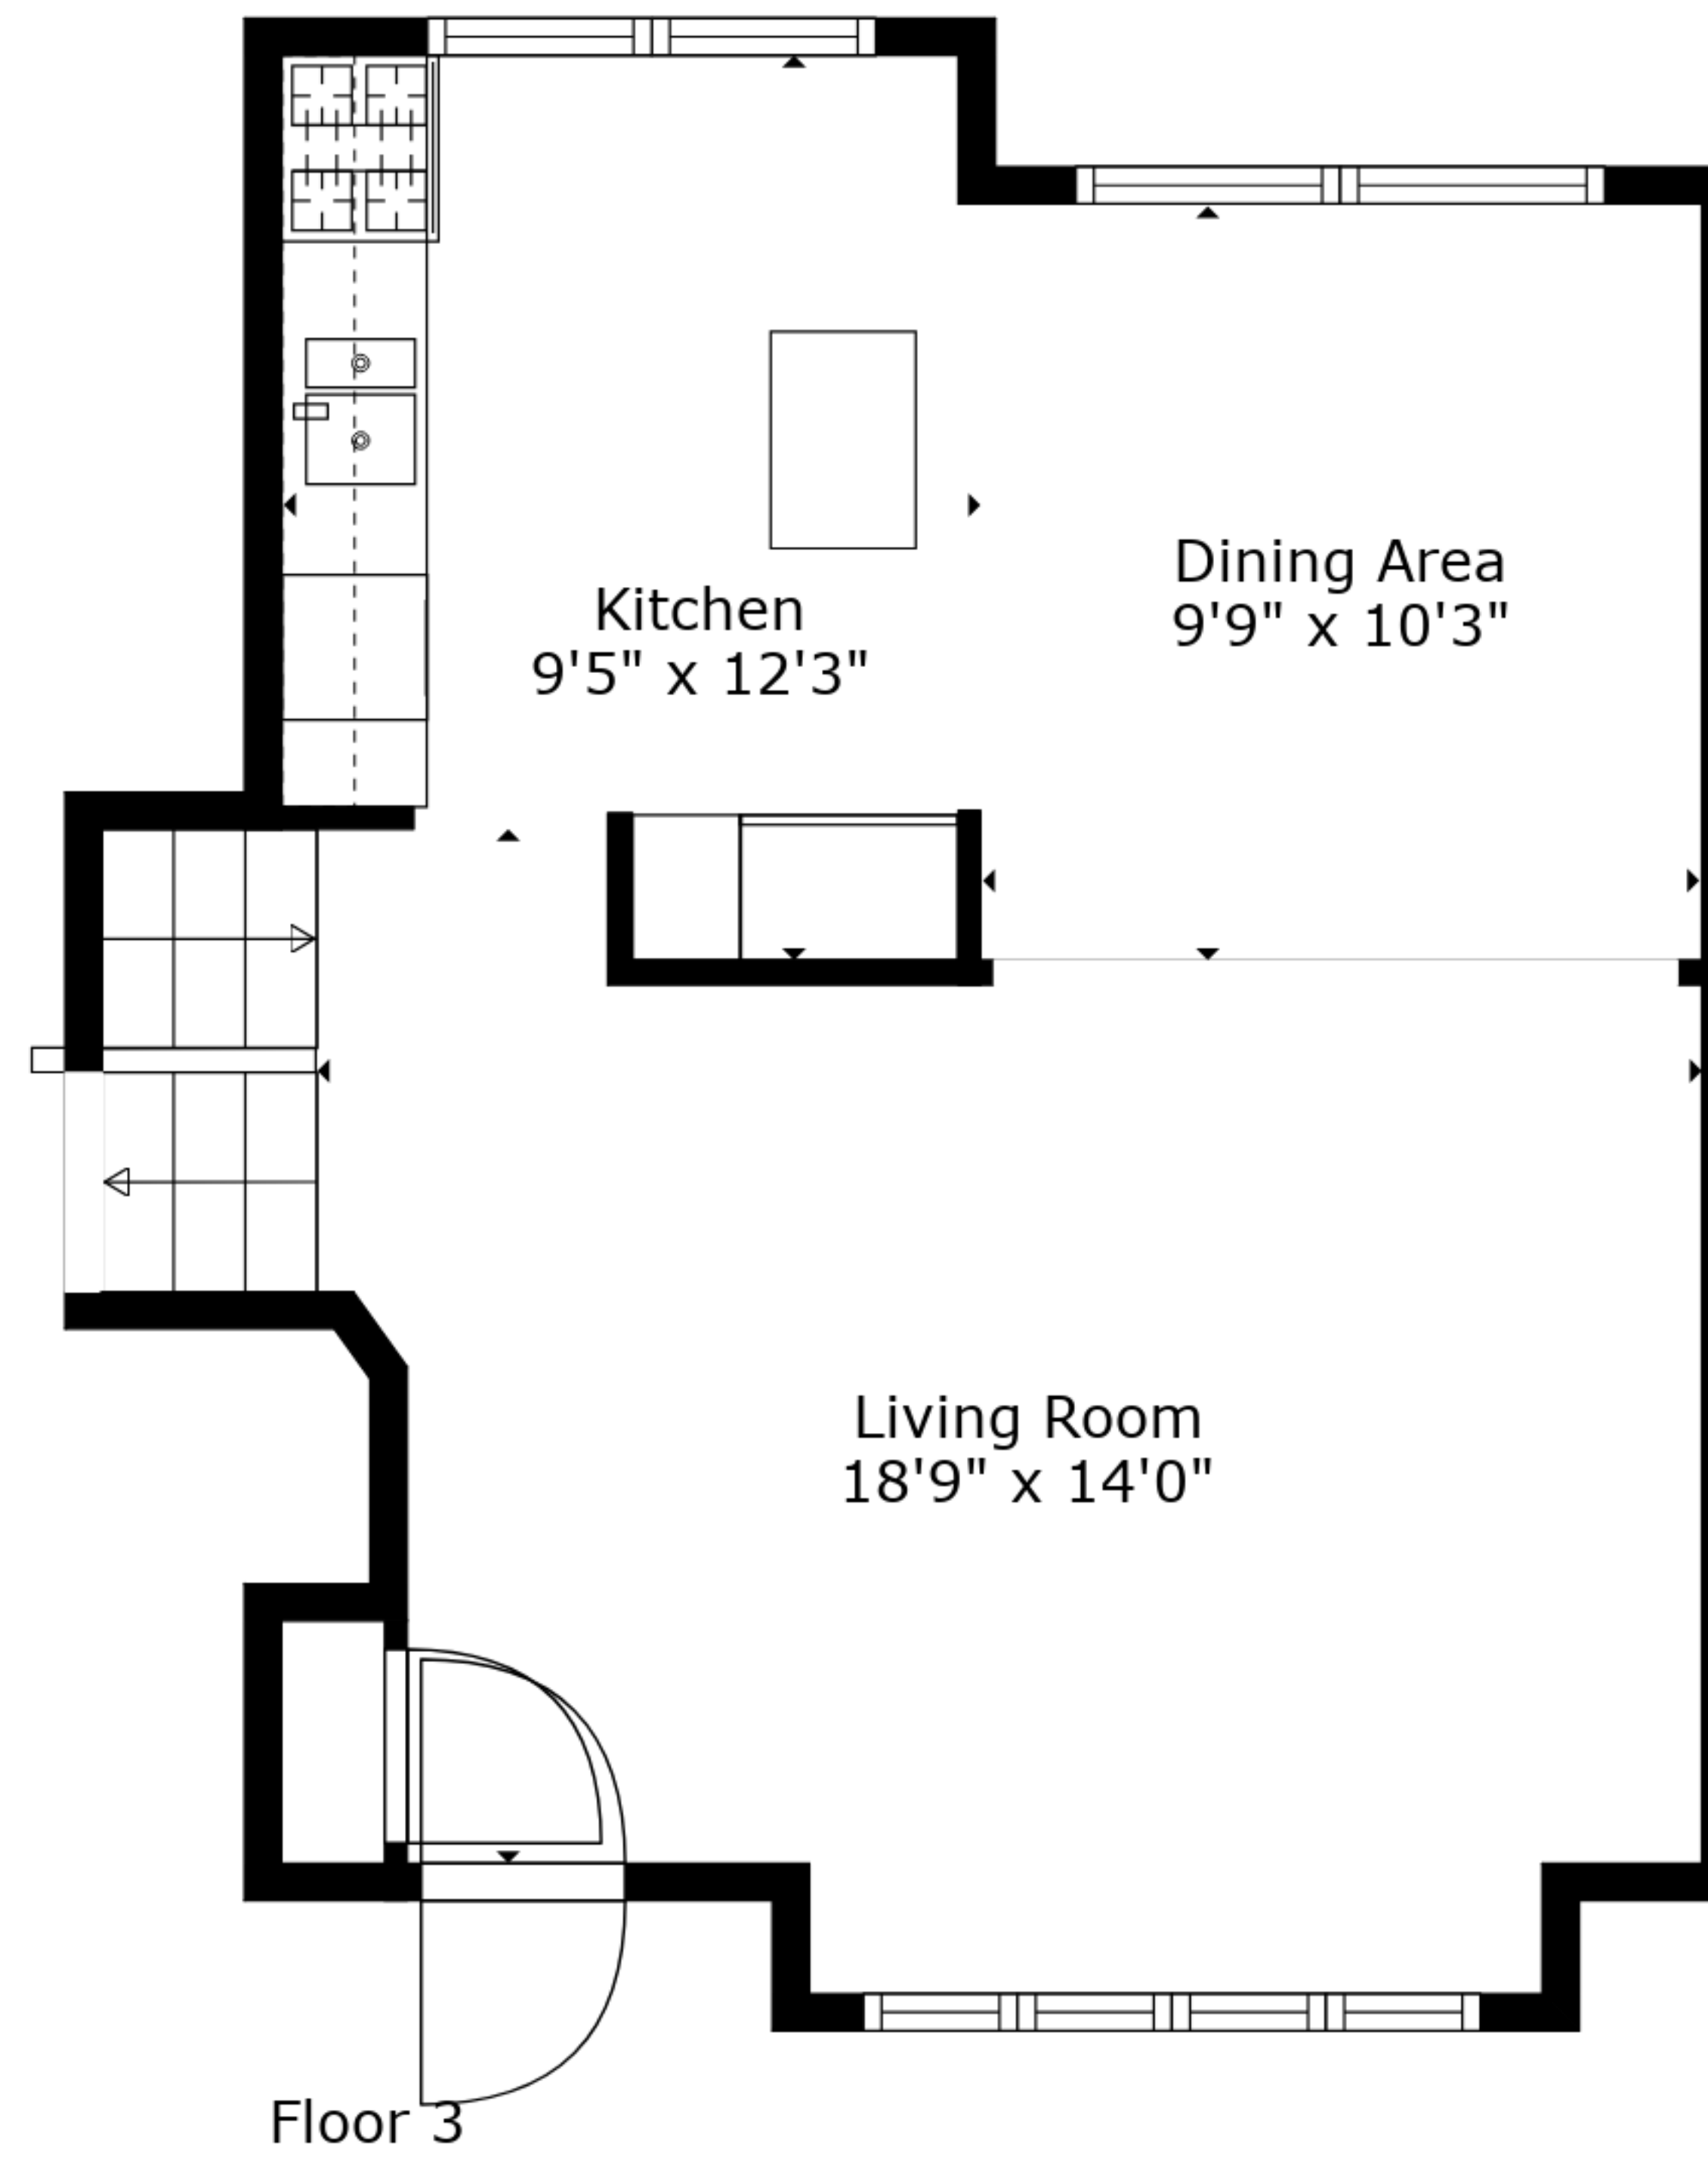 Dining Area
9'9" x 10'3"
Kitchen
9'5" x 12'3"
Living Room
18'9" x 14'0"
Floor 3